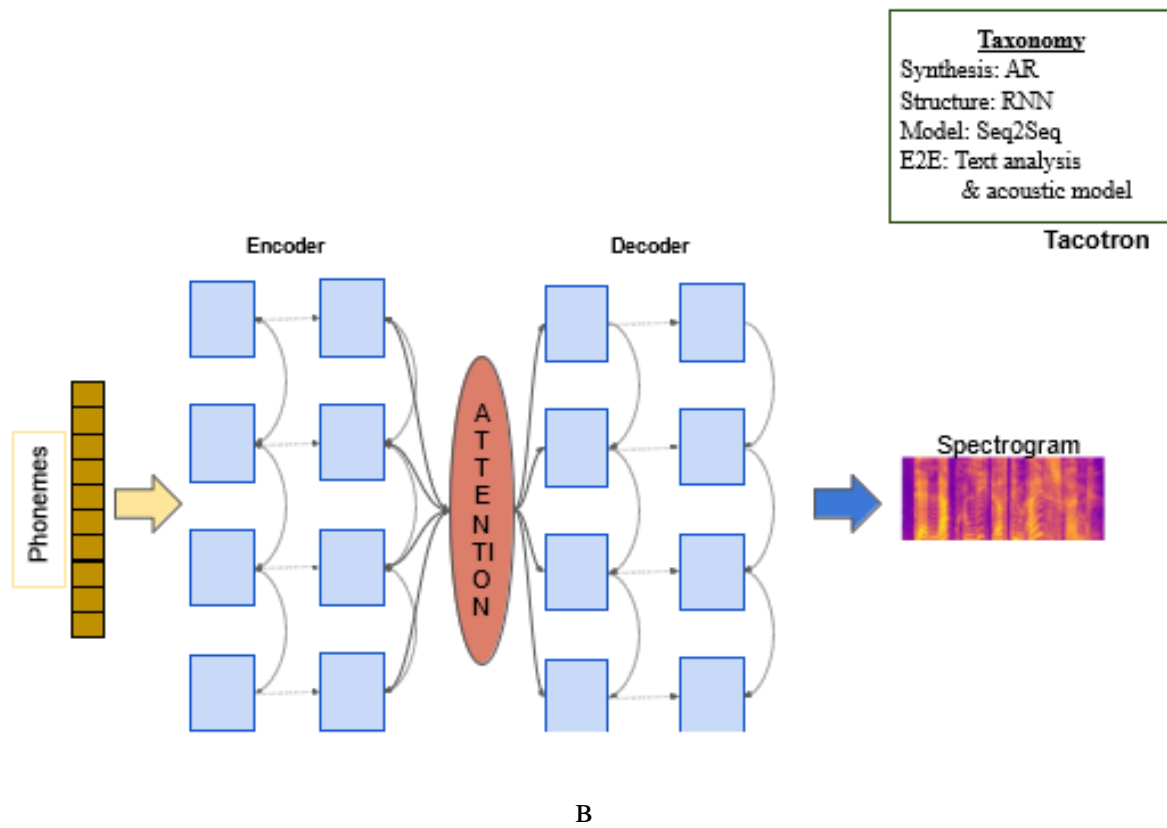 Taxonomy
Synthesis: AR
Structure: RNN
Model: Seq2Seq
E2E: Text analysis
& acoustic model
Tacotron
Encoder
Decoder
Phonemes
ATTENTION
Spectrogram
B